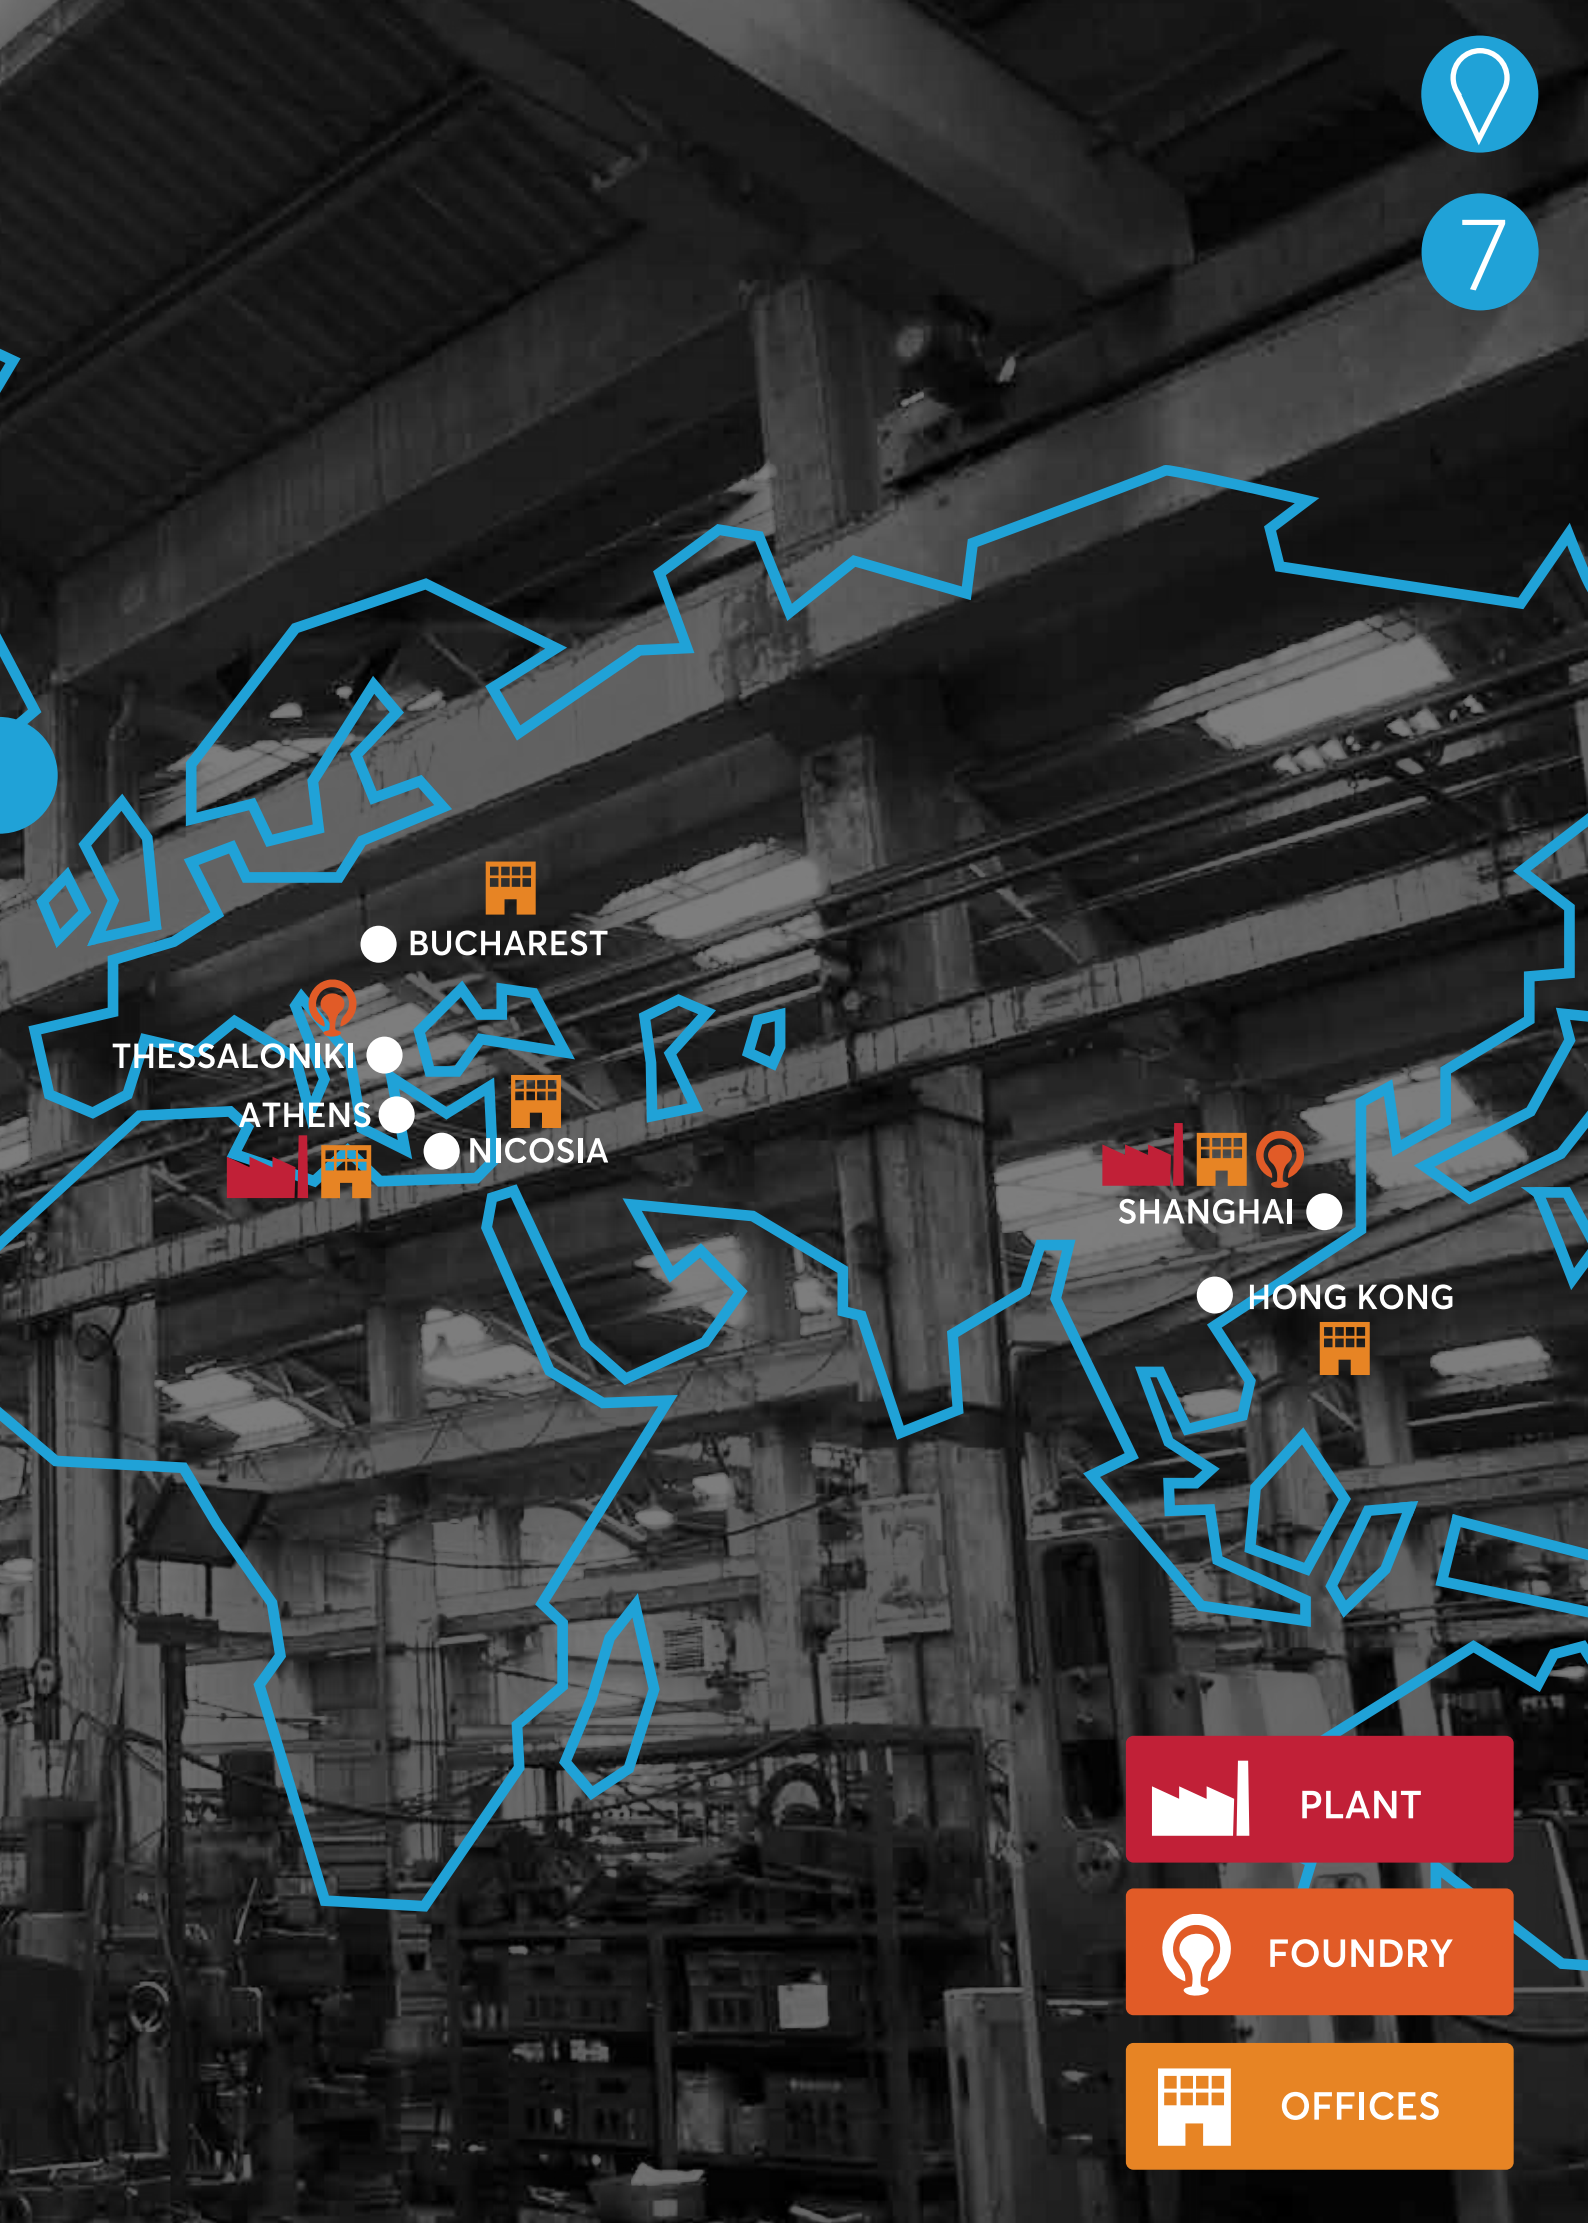 7
BUCHAREST
THESSALONIKI
ATHENS
NICOSIA
SHANGHAI
HONG KONG
PLANT
FOUNDRY
OFFICES